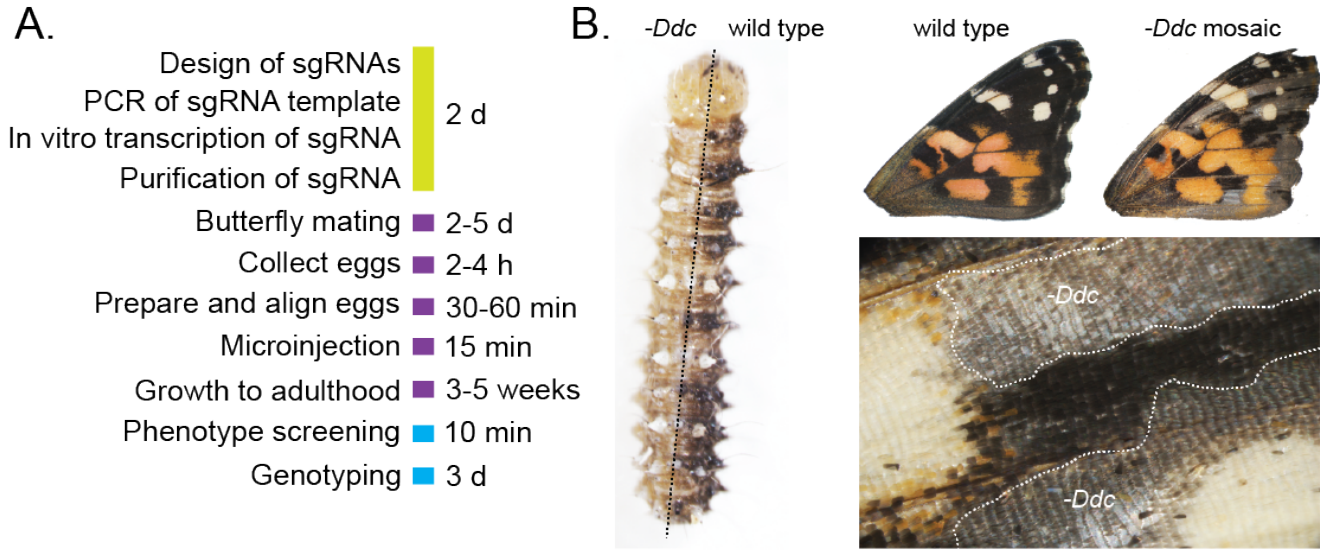 A.
Design of sgRNAs
PCR of sgRNA template
In vitro transcription of sgRNA
Purification of sgRNA
2 d
Butterfly mating 2-5 d
Collect eggs 2-4 h
Prepare and align eggs 30-60 min
Microinjection 15 min
Growth to adulthood 3-5 weeks
Phenotype screening 10 min
Genotyping 3 d
B.
-Ddc wild type
wild type -Ddc mosaic
-Ddc
-Ddc